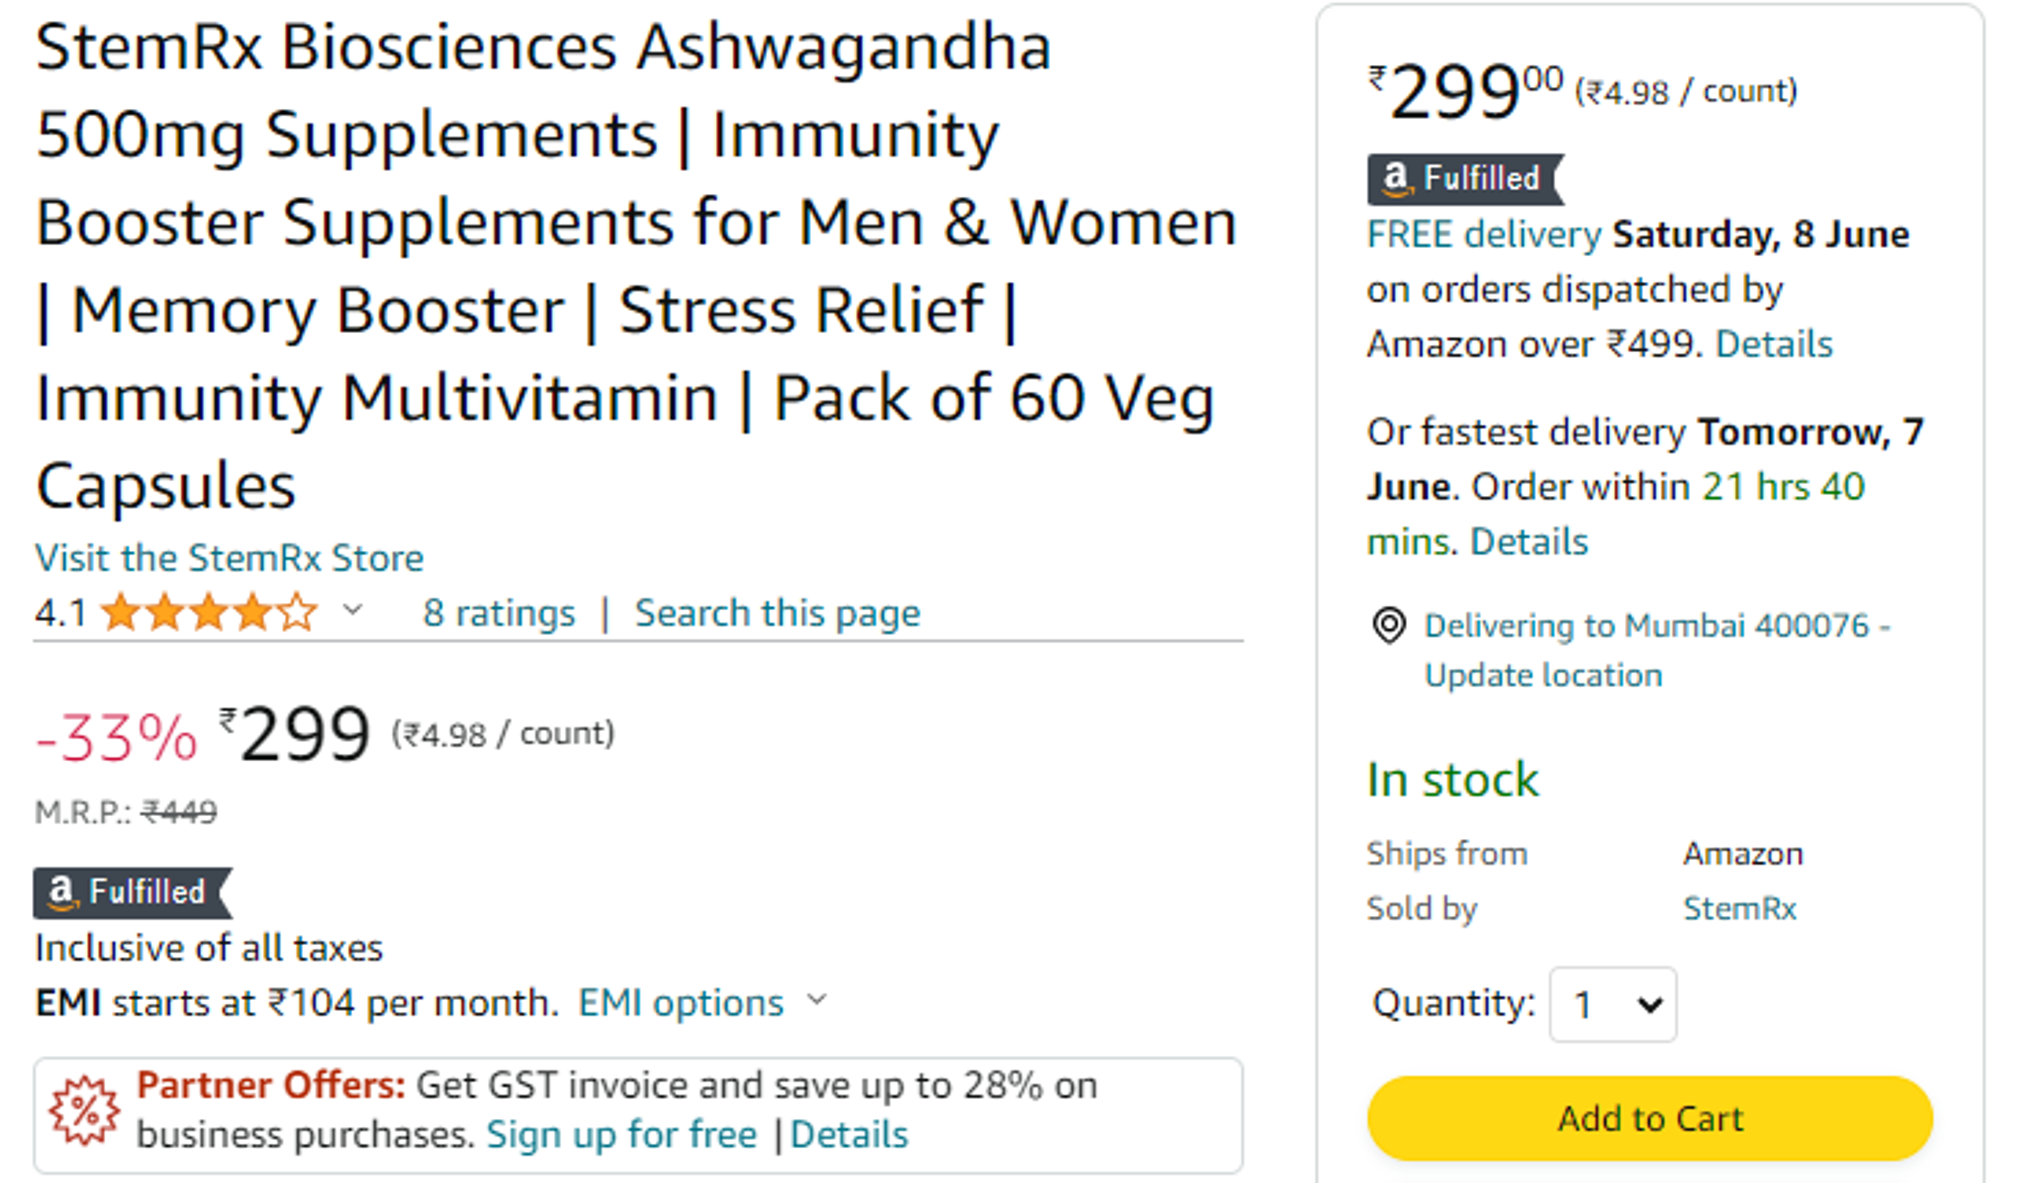 StemRx Biosciences Ashwagandha
500mg Supplements | Immunity
Booster Supplements for Men & Women
| Memory Booster | Stress Relief |
Immunity Multivitamin | Pack of 60 Veg
Capsules
Visit the StemRx Store
4.1 8 ratings | Search this page
-33% ₹299 (₹4.98 / count)
M.R.P.: ₹449
a Fulfilled
Inclusive of all taxes
EMI starts at ₹104 per month. EMI options
Partner Offers: Get GST invoice and save up to 28% on
business purchases. Sign up for free | Details
₹29900 (₹4.98 / count)
a Fulfilled
FREE delivery Saturday, 8 June
on orders dispatched by
Amazon over ₹499. Details
Or fastest delivery Tomorrow, 7
June. Order within 21 hrs 40
mins. Details
Delivering to Mumbai 400076 -
Update location
In stock
Ships from Amazon
Sold by StemRx
Quantity: 1
Add to Cart